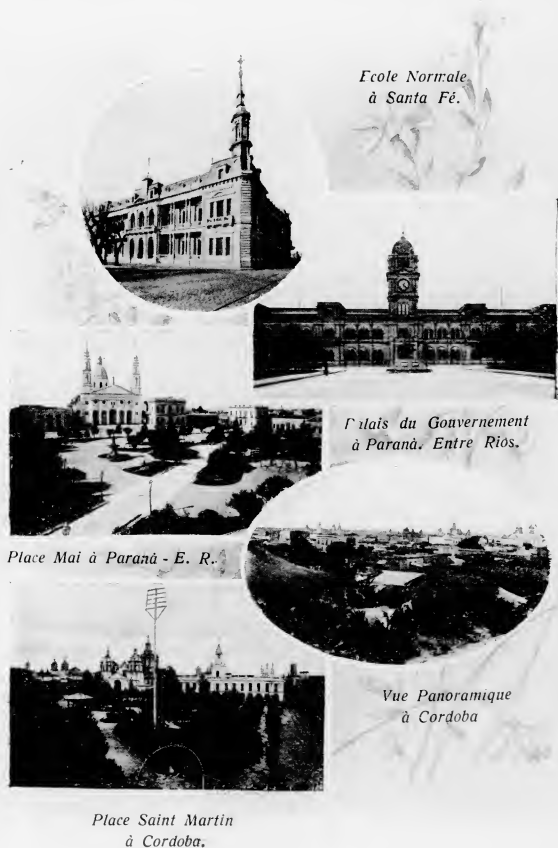 Ecole Normale
à Santa Fé.
Palais du Gouvernement
à Paranà. Entre Rios.
Place Mai à Paraná - E. R.
Vue Panoramique
à Cordoba
Place Saint Martin
à Cordoba.